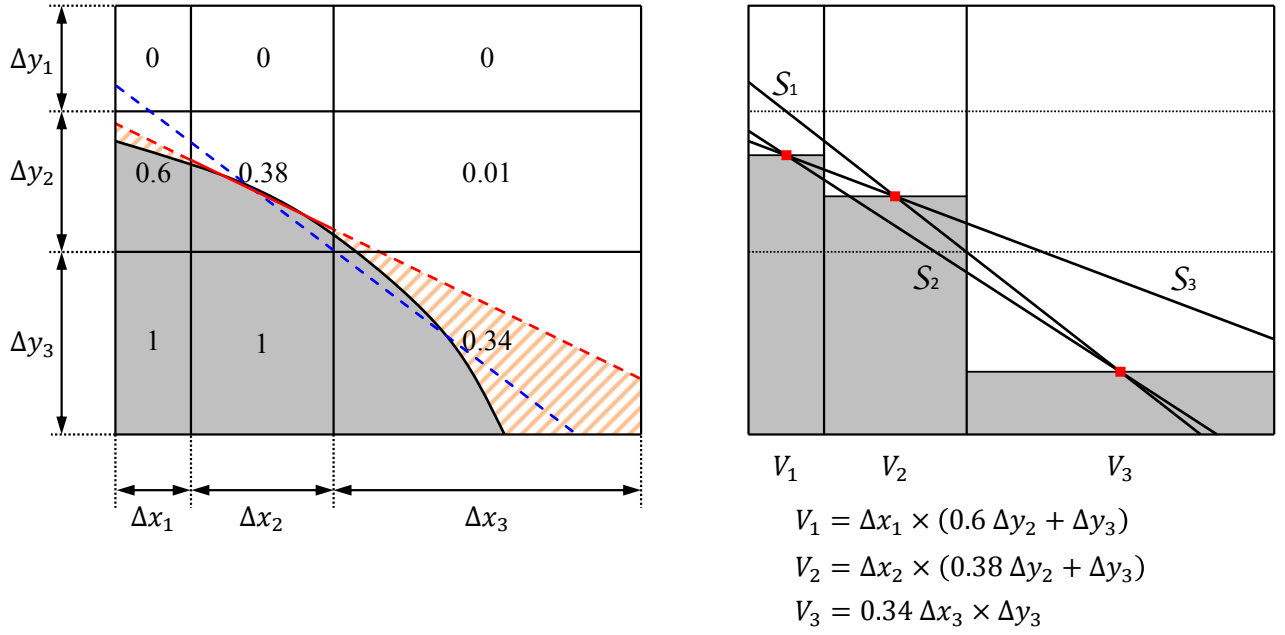 Δy₁ 0 0 0
Δy₂ 0.6 0.38 0.01
Δy₃ 1 1 0.34
Δx₁ Δx₂ Δx₃
S₁
S₂ S₃
V₁ V₂ V₃
V₁ = Δx₁ × (0.6 Δy₂ + Δy₃)
V₂ = Δx₂ × (0.38 Δy₂ + Δy₃)
V₃ = 0.34 Δx₃ × Δy₃